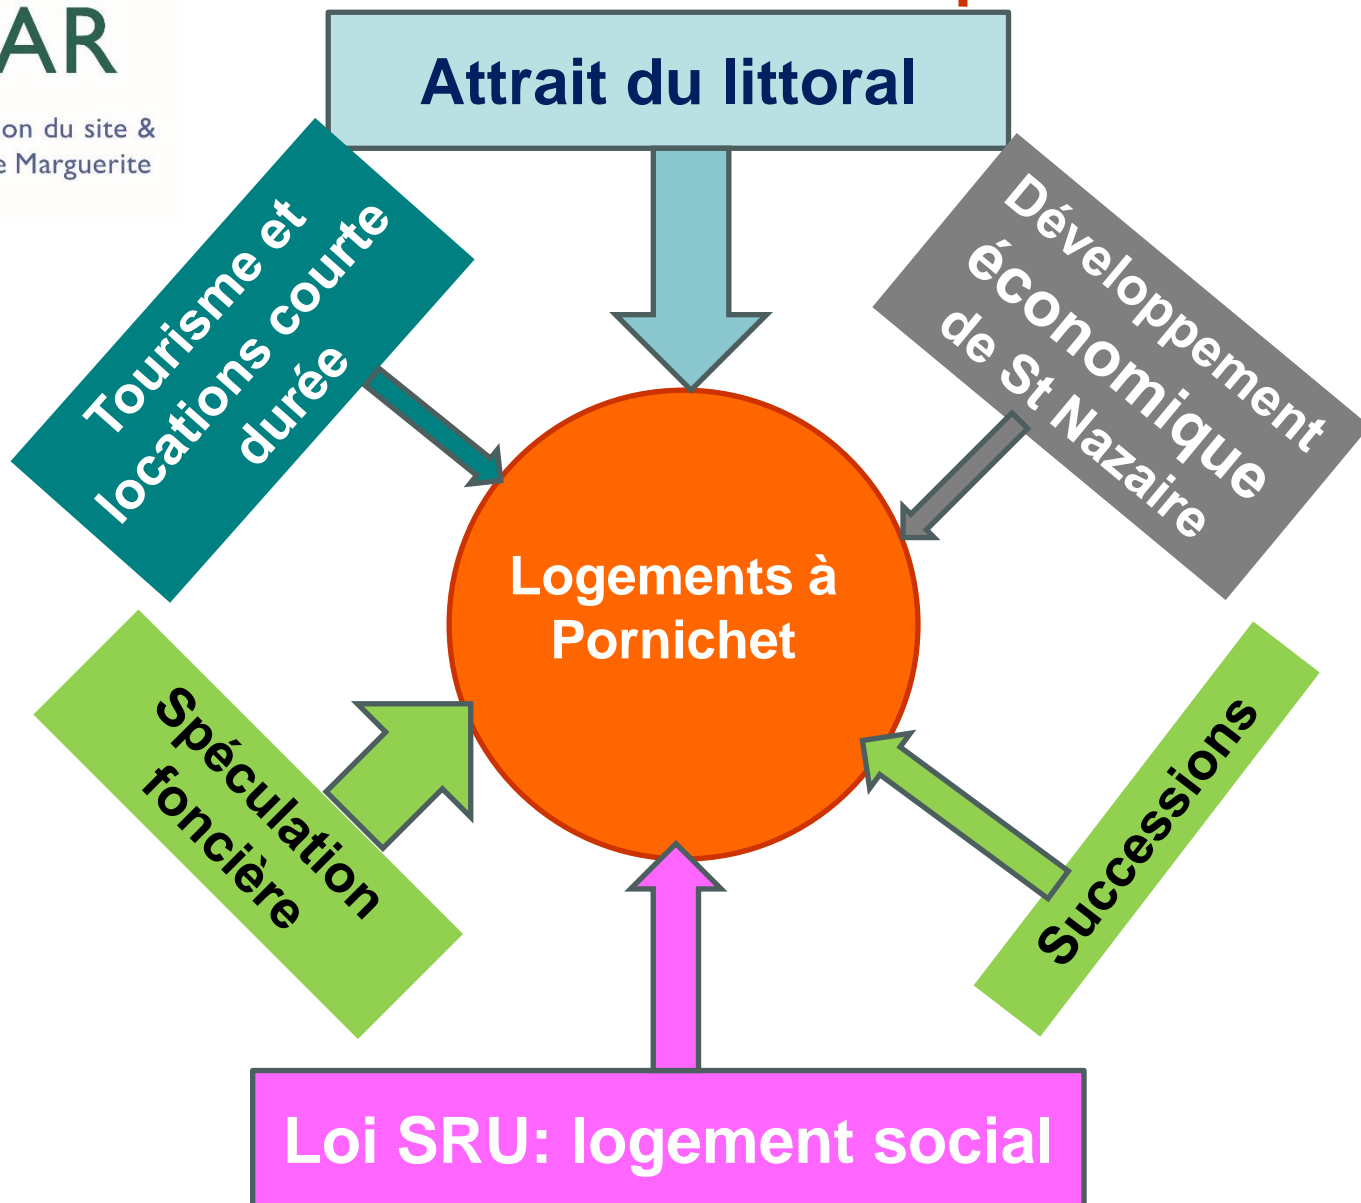 AR
on du site &
e Marguerite
Attrait du littoral
Tourisme et
locations courte
durée
Développement
économique
de St Nazaire
Logements à
Pornichet
Spéculation
foncière
Successions
Loi SRU: logement social